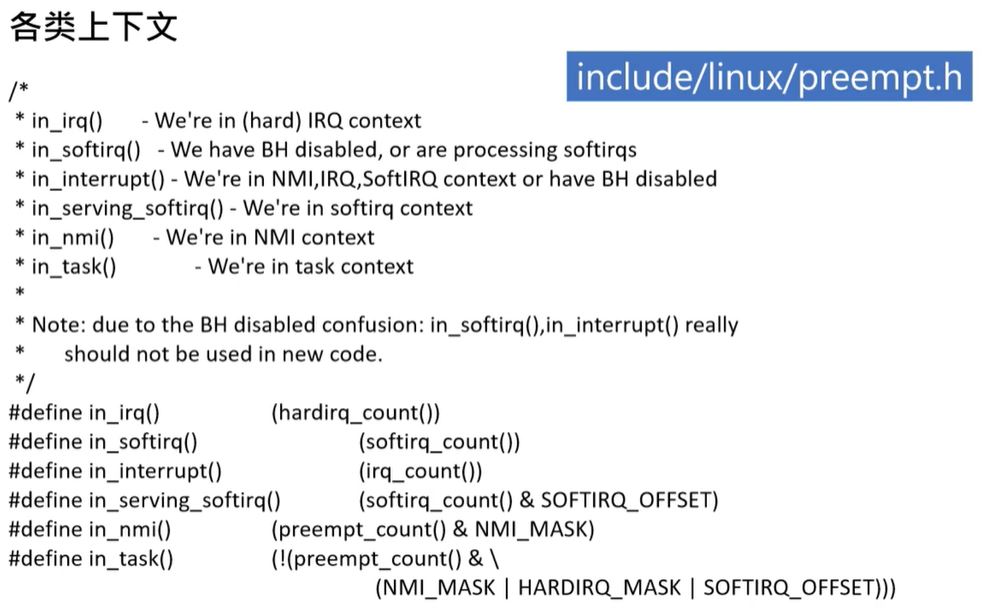 各类上下文
include/linux/preempt.h
/*
* in_irq() - We're in (hard) IRQ context
* in_softirq() - We have BH disabled, or are processing softirqs
* in_interrupt() - We're in NMI,IRQ,SoftIRQ context or have BH disabled
* in_serving_softirq() - We're in softirq context
* in_nmi() - We're in NMI context
* in_task() - We're in task context
*
* Note: due to the BH disabled confusion: in_softirq(),in_interrupt() really
* should not be used in new code.
*/
#define in_irq() (hardirq_count())
#define in_softirq() (softirq_count())
#define in_interrupt() (irq_count())
#define in_serving_softirq() (softirq_count() & SOFTIRQ_OFFSET)
#define in_nmi() (preempt_count() & NMI_MASK)
#define in_task() (!(preempt_count() & \
(NMI_MASK | HARDIRQ_MASK | SOFTIRQ_OFFSET)))